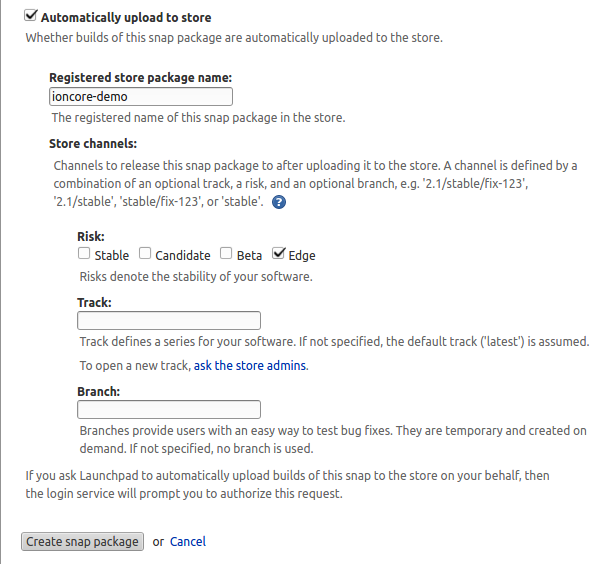 Automatically upload to store
Whether builds of this snap package are automatically uploaded to the store.
Registered store package name:
ioncore-demo
The registered name of this snap package in the store.
Store channels:
Channels to release this snap package to after uploading it to the store. A channel is defined by a
combination of an optional track, a risk, and an optional branch, e.g. '2.1/stable/fix-123',
'2.1/stable', 'stable/fix-123', or 'stable'. ?
Risk:
Stable Candidate Beta Edge
Risks denote the stability of your software.
Track:
Track defines a series for your software. If not specified, the default track ('latest') is assumed.
To open a new track, ask the store admins.
Branch:
Branches provide users with an easy way to test bug fixes. They are temporary and created on
demand. If not specified, no branch is used.
If you ask Launchpad to automatically upload builds of this snap to the store on your behalf, then
the login service will prompt you to authorize this request.
Create snap package or Cancel